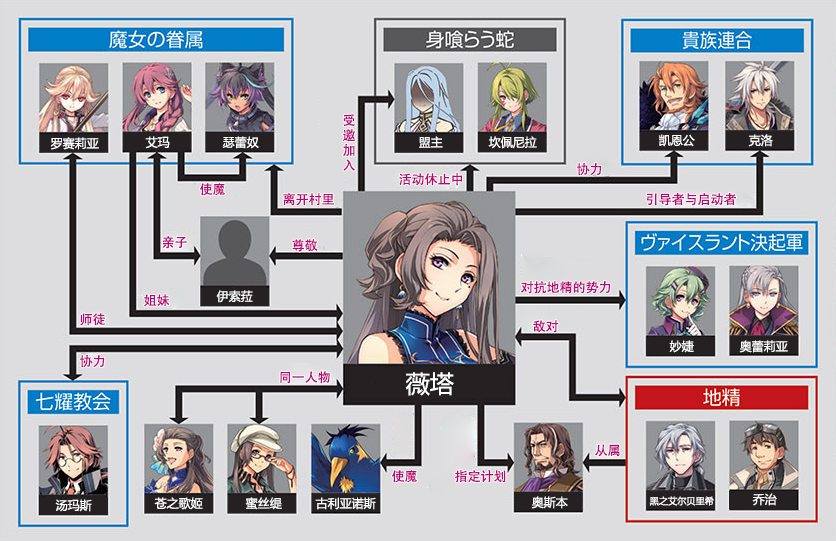 魔女の眷属
身喰らう蛇
貴族連合
罗赛莉亚
艾玛
瑟蕾奴
盟主
坎佩尼拉
凯恩公
克洛
使魔
受邀加入
活动休止中
协力
离开村里
引导者与启动者
亲子
尊敬
伊索菈
ヴァイスラント決起軍
妙婕
奥蕾莉亚
对抗地精的势力
姐妹
师徒
敌对
协力
薇塔
同一人物
七耀教会
汤玛斯
苍之歌姬
蜜丝缇
古利亚诺斯
使魔
指定计划
奥斯本
从属
地精
黑之艾尔贝里希
乔治